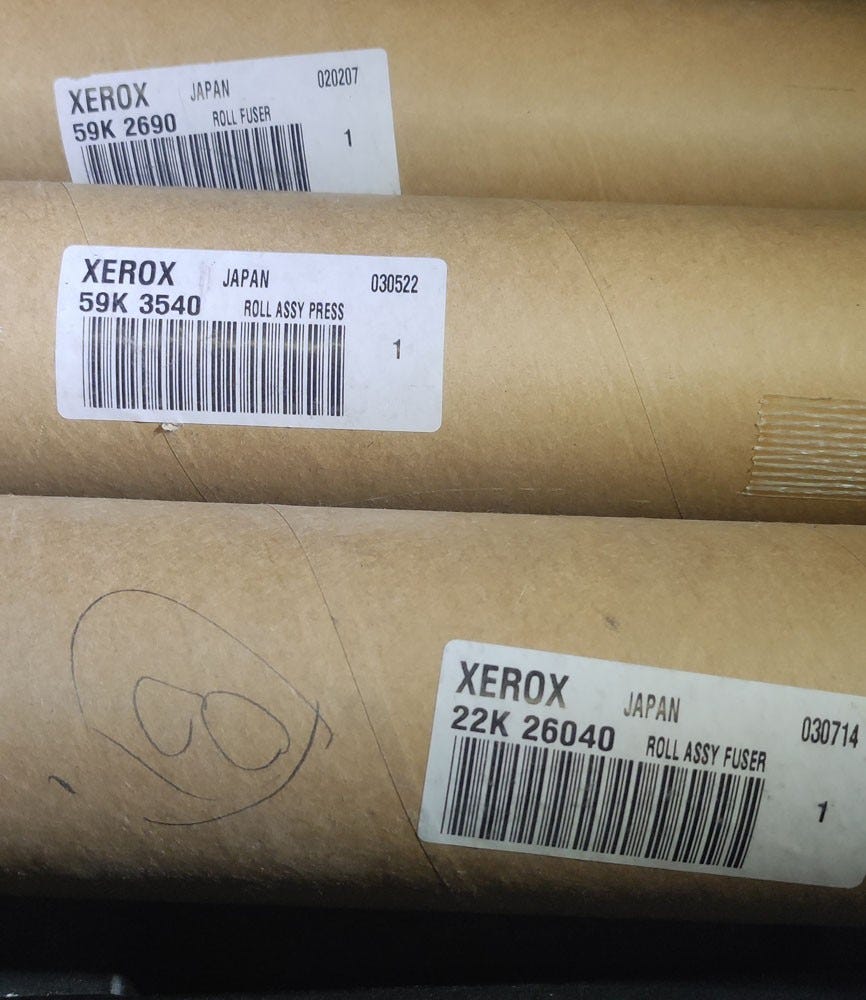 XEROX JAPAN 020207
59K 2690 ROLL FUSER
1
XEROX JAPAN 030522
59K 3540 ROLL ASSY PRESS
1
XEROX JAPAN 030714
22K 26040 ROLL ASSY FUSER
1